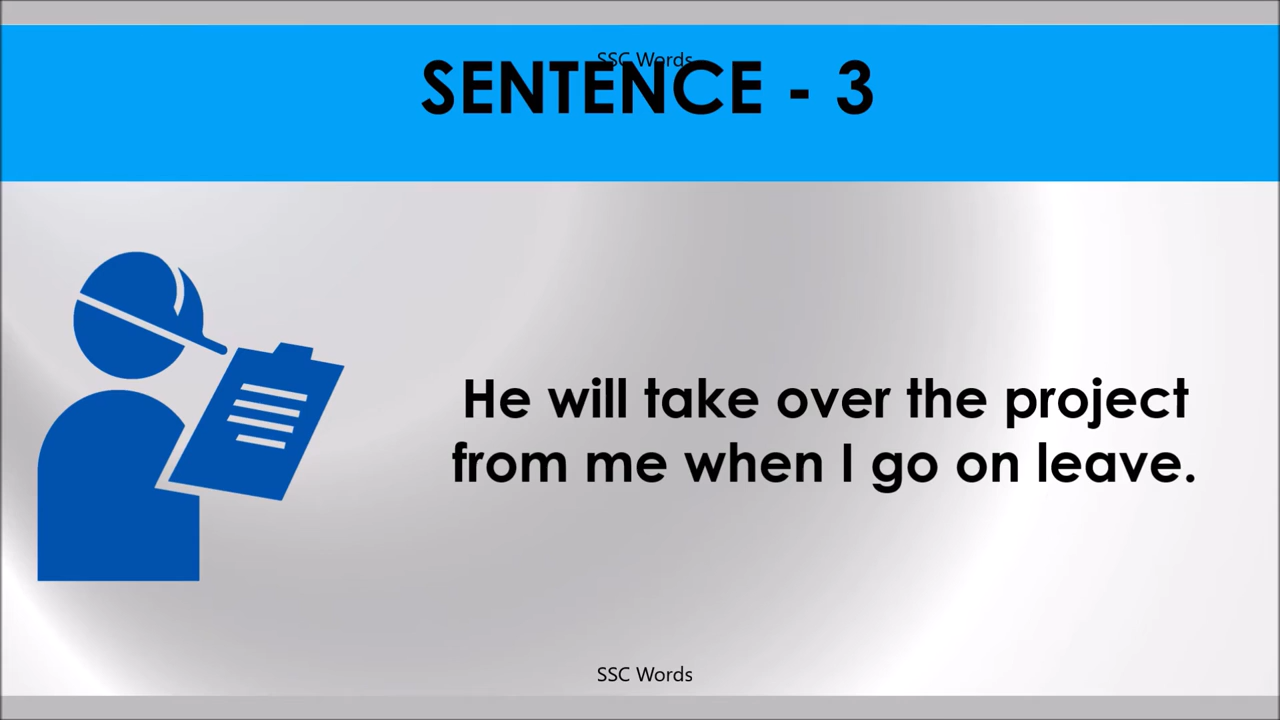 SSC Words
SENTENCE - 3
He will take over the project
from me when I go on leave.
SSC Words